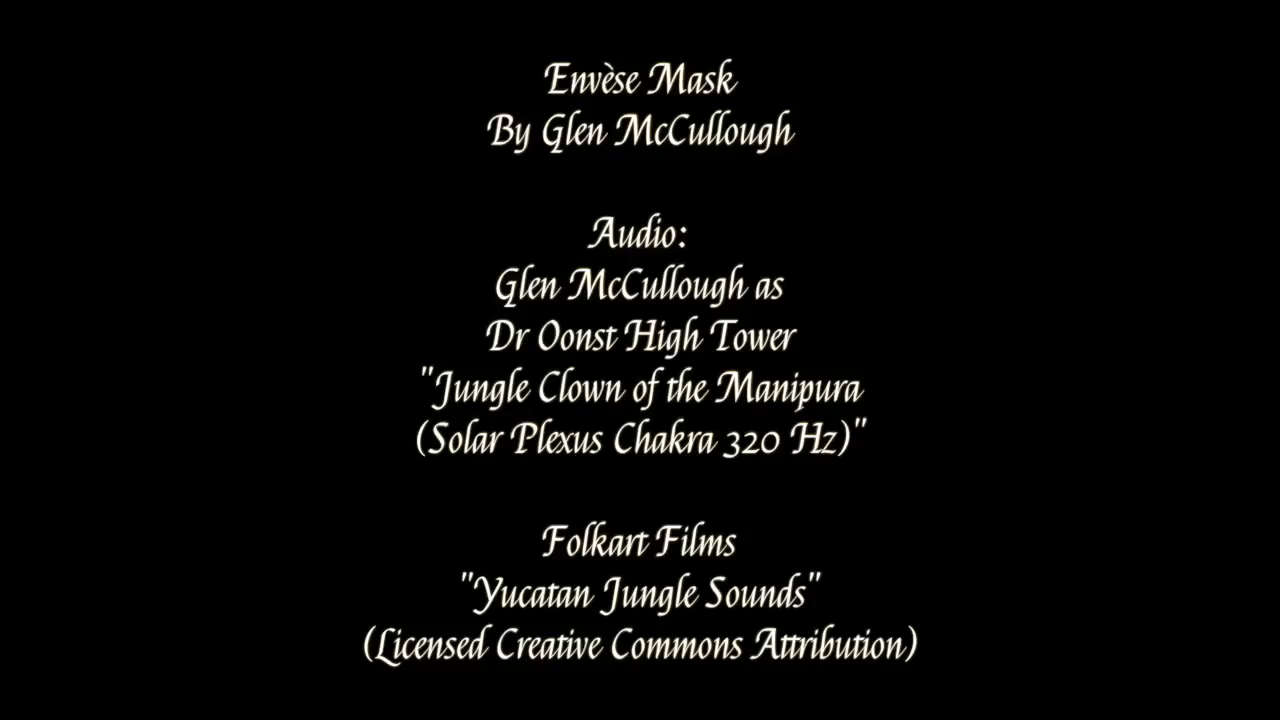 Envèse Mask
By Glen McCullough
Audio:
Glen McCullough as
Dr Oonst High Tower
"Jungle Clown of the Manipura
(Solar Plexus Chakra 320 Hz)"
Folkart Films
"Yucatan Jungle Sounds"
(Licensed Creative Commons Attribution)